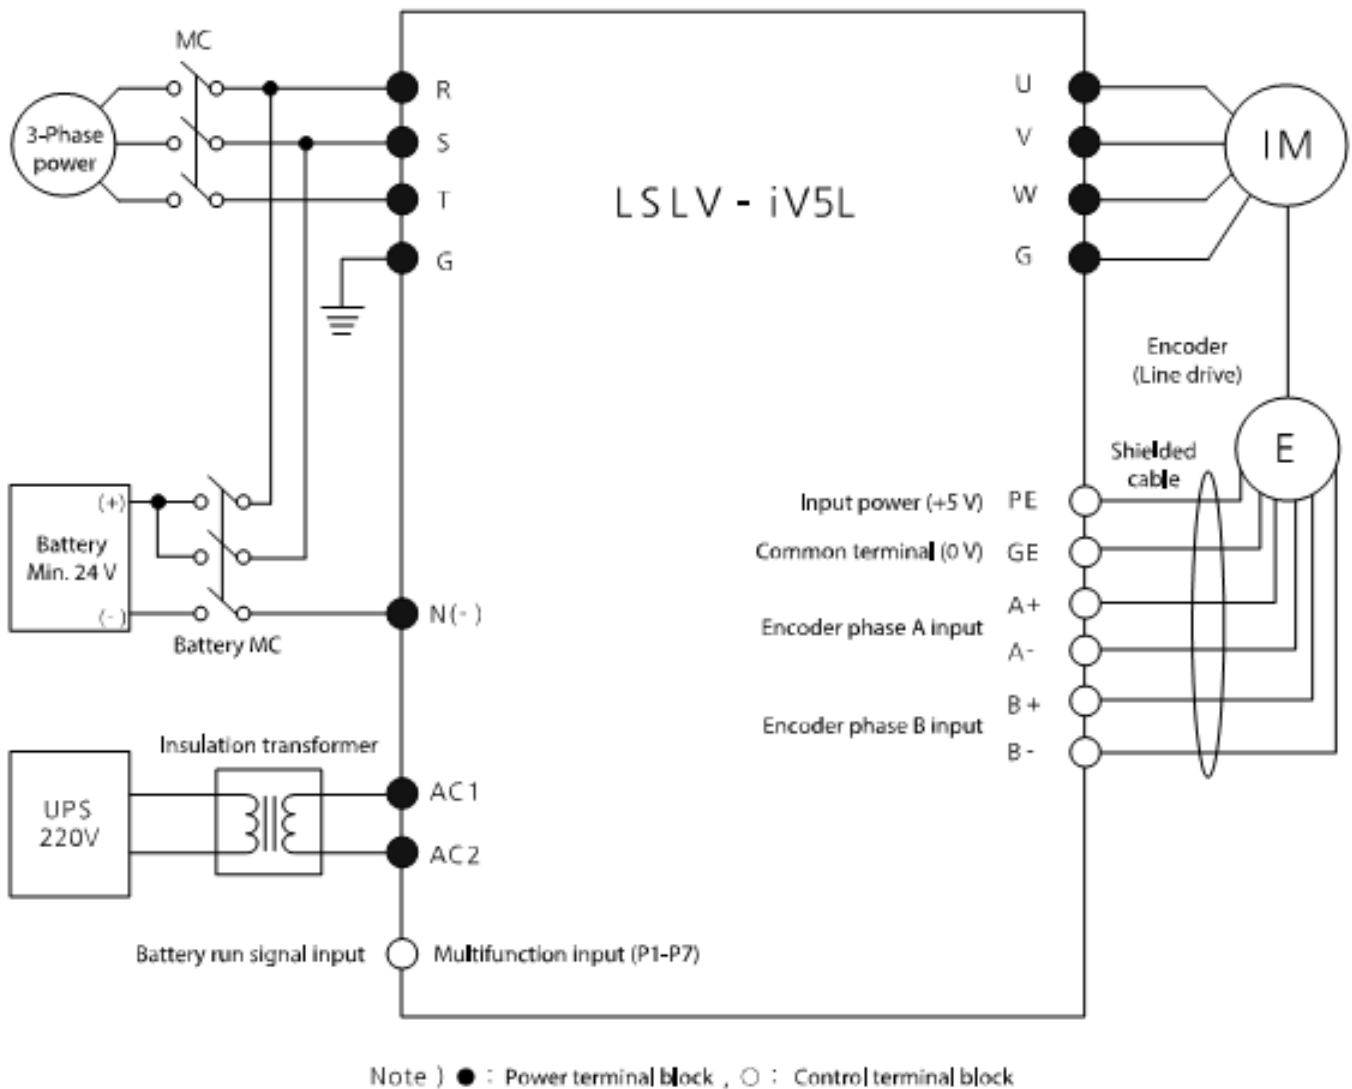 MC
3-Phase
power
R
S
T
G
LSLV - iV5L
U
V
W
G
IM
Encoder
(Line drive)
E
Shielded
cable
Battery
Min. 24 V
(+)
(-)
Battery MC
N(-)
Input power (+5 V) PE
Common terminal (0 V) GE
Encoder phase A input
A+
A-
Encoder phase B input
B+
B-
UPS
220V
Insulation transformer
AC1
AC2
Battery run signal input
Multifunction input (P1-P7)
Note ) ● : Power terminal block , ○ : Control terminal block